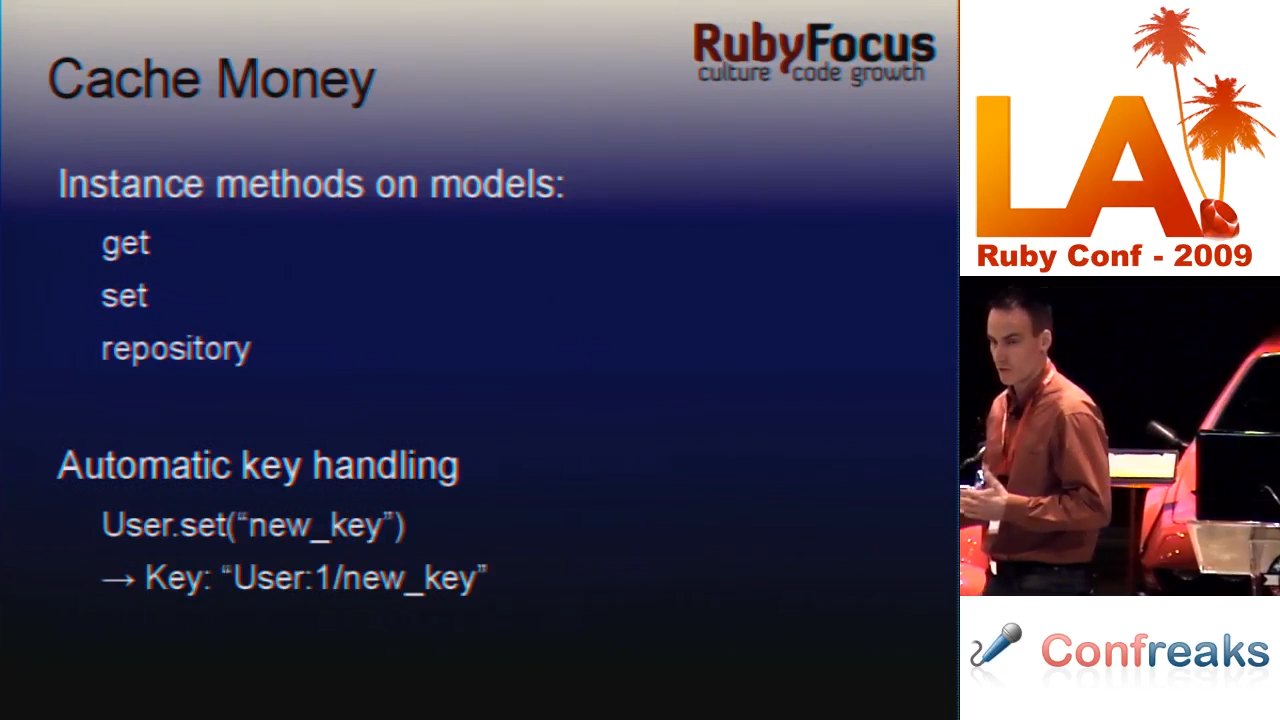 Cache Money
RubyFocus
culture code growth
Instance methods on models:
get
set
repository
Automatic key handling
User.set(“new_key”)
→ Key: “User:1/new_key”
LA
Ruby Conf - 2009
Confreaks